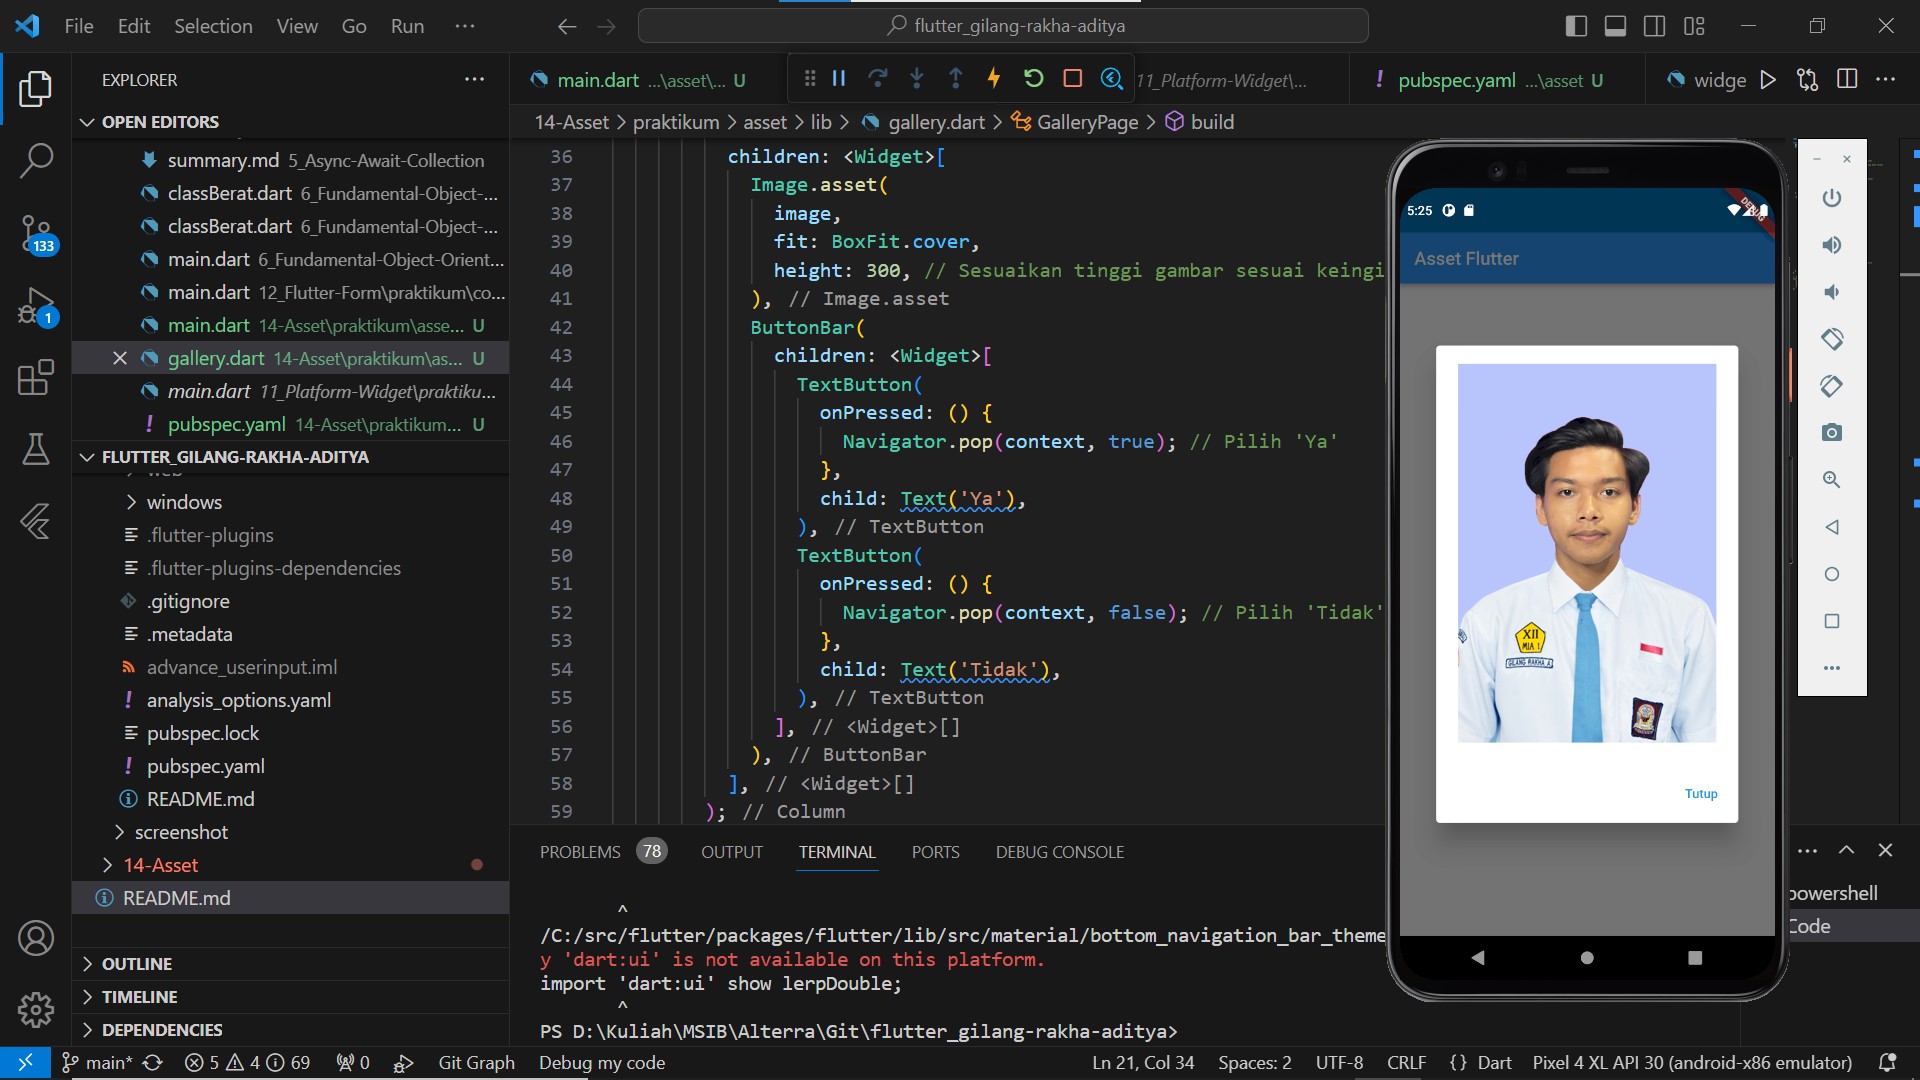 File Edit Selection View Go Run ···
flutter_gilang-rakha-aditya
EXPLORER
OPEN EDITORS
summary.md 5_Async-Await-Collection
classBerat.dart 6_Fundamental-Object-...
classBerat.dart 6_Fundamental-Object-...
main.dart 6_Fundamental-Object-Orient...
main.dart 12_Flutter-Form\praktikum\co...
main.dart 14-Asset\praktikum\asse... U
gallery.dart 14-Asset\praktikum\as... U
main.dart 11_Platform-Widget\praktiku...
pubspec.yaml 14-Asset\praktikum... U
FLUTTER_GILANG-RAKHA-ADITYA
web
windows
.flutter-plugins
.flutter-plugins-dependencies
.gitignore
.metadata
advance_userinput.iml
analysis_options.yaml
pubspec.lock
pubspec.yaml
README.md
screenshot
14-Asset
README.md
OUTLINE
TIMELINE
DEPENDENCIES
133
1
main.dart ...\asset\... U
11_Platform-Widget\...
pubspec.yaml ...\asset U
widge
14-Asset > praktikum > asset > lib > gallery.dart > GalleryPage > build
36 children: <Widget>[
37 Image.asset(
38 image,
39 fit: BoxFit.cover,
40 height: 300, // Sesuaikan tinggi gambar sesuai keingi
41 ), // Image.asset
42 ButtonBar(
43 children: <Widget>[
44 TextButton(
45 onPressed: () {
46 Navigator.pop(context, true); // Pilih 'Ya'
47 },
48 child: Text('Ya'),
49 ), // TextButton
50 TextButton(
51 onPressed: () {
52 Navigator.pop(context, false); // Pilih 'Tidak'
53 },
54 child: Text('Tidak'),
55 ), // TextButton
56 ], // <Widget>[]
57 ), // ButtonBar
58 ], // <Widget>[]
59 ); // Column
PROBLEMS 78 OUTPUT TERMINAL PORTS DEBUG CONSOLE
^
/C:/src/flutter/packages/flutter/lib/src/material/bottom_navigation_bar_theme
y 'dart:ui' is not available on this platform.
import 'dart:ui' show lerpDouble;
^
PS D:\Kuliah\MSIB\Alterra\Git\flutter_gilang-rakha-aditya>
powershell
Code
5:25
DEBUG
Asset Flutter
XII
MIA 1
GILANG RAKHA A.
Tutup
main* 5 4 69 0 Git Graph Debug my code
Ln 21, Col 34 Spaces: 2 UTF-8 CRLF {} Dart Pixel 4 XL API 30 (android-x86 emulator)